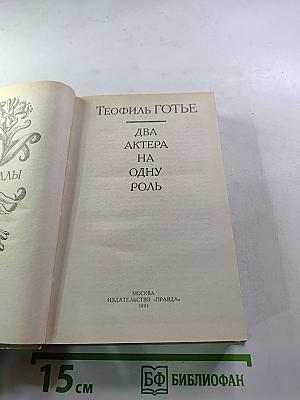 ТЕОФИЛЬ ГОТЬЕ
ДВА
АКТЕРА
НА
ОДНУ
РОЛЬ
МОСКВА
ИЗДАТЕЛЬСТВО «ПРАВДА»
1991
15 см
БФ БИБЛИОФАН